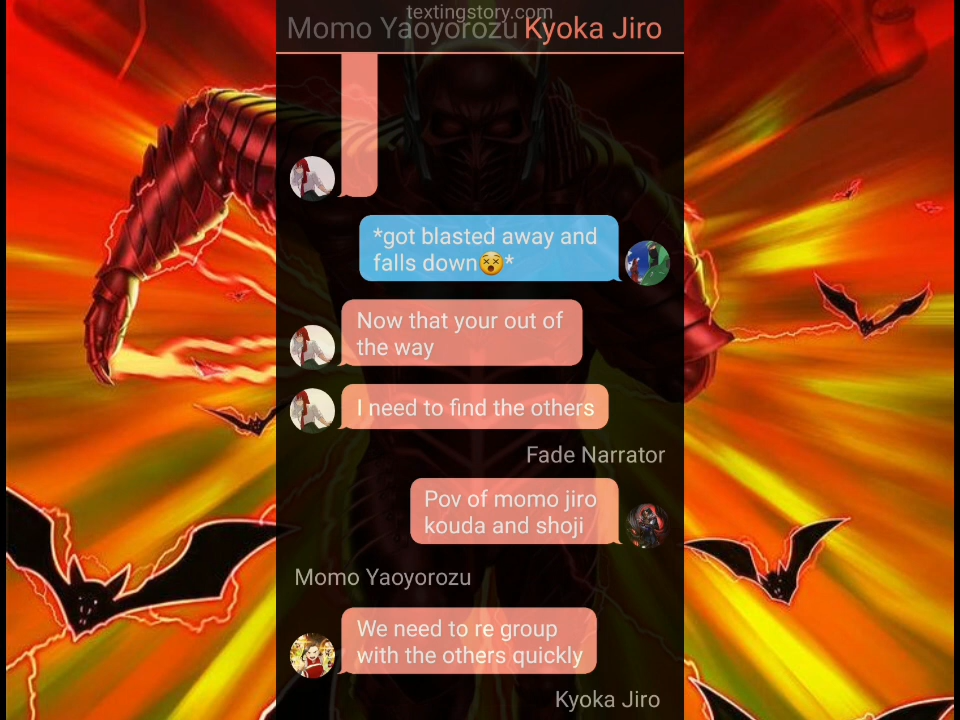 textingstory.com
Momo Yaoyorozu Kyoka Jiro
*got blasted away and
falls down😵*
Now that your out of
the way
I need to find the others
Fade Narrator
Pov of momo jiro
kouda and shoji
Momo Yaoyorozu
We need to re group
with the others quickly
Kyoka Jiro